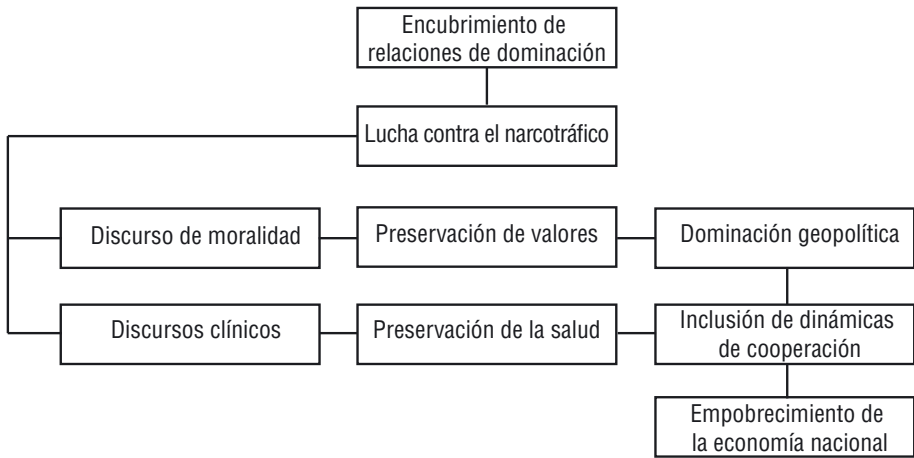 Encubrimiento de
relaciones de dominación
Lucha contra el narcotráfico
Discurso de moralidad
Preservación de valores
Dominación geopolítica
Discursos clínicos
Preservación de la salud
Inclusión de dinámicas
de cooperación
Empobrecimiento de
la economía nacional